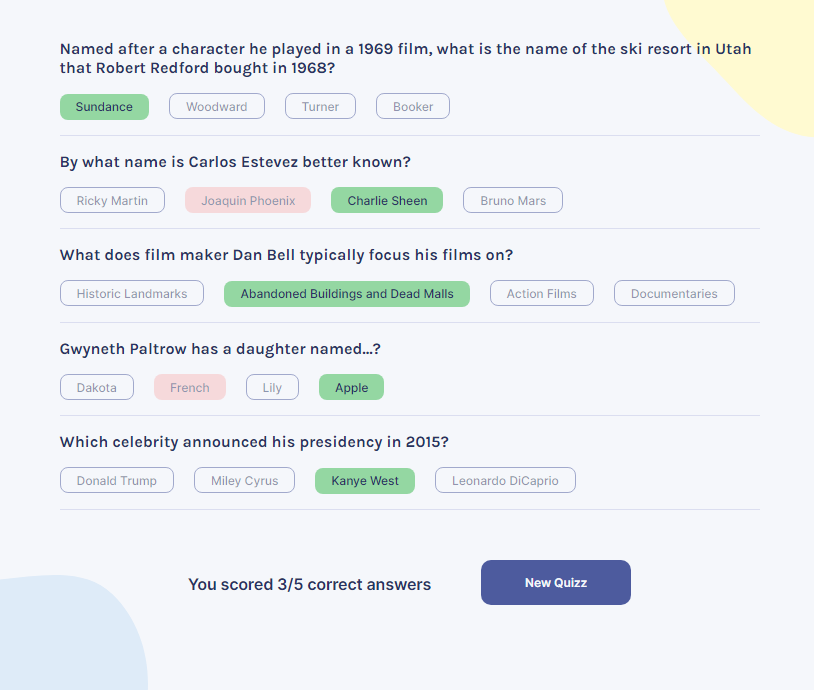 Named after a character he played in a 1969 film, what is the name of the ski resort in Utah
that Robert Redford bought in 1968?
Sundance Woodward Turner Booker
By what name is Carlos Estevez better known?
Ricky Martin Joaquin Phoenix Charlie Sheen Bruno Mars
What does film maker Dan Bell typically focus his films on?
Historic Landmarks Abandoned Buildings and Dead Malls Action Films Documentaries
Gwyneth Paltrow has a daughter named...?
Dakota French Lily Apple
Which celebrity announced his presidency in 2015?
Donald Trump Miley Cyrus Kanye West Leonardo DiCaprio
You scored 3/5 correct answers New Quizz